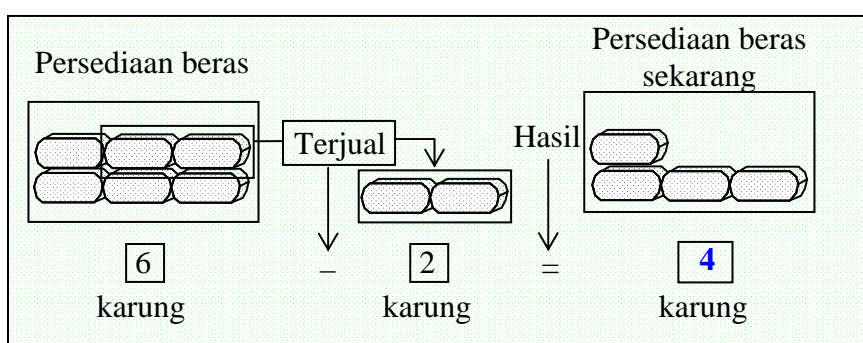 Persediaan beras
Persediaan beras
sekarang
Terjual
Hasil
6 – 2 = 4
karung karung karung